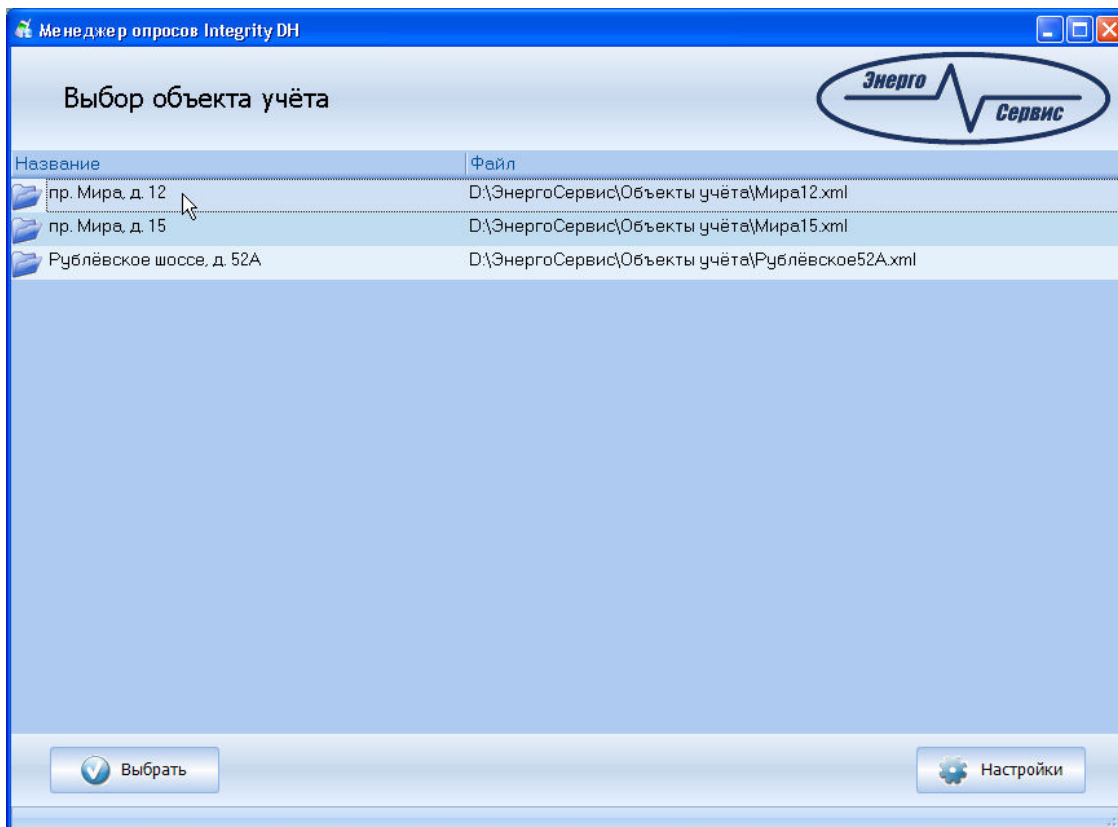 Менеджер опросов Integrity DH
Выбор объекта учёта
Энерго
Сервис
Название Файл
пр. Мира, д. 12 D:\ЭнергоСервис\Объекты учёта\Мира12.xml
пр. Мира, д. 15 D:\ЭнергоСервис\Объекты учёта\Мира15.xml
Рублёвское шоссе, д. 52А D:\ЭнергоСервис\Объекты учёта\Рублёвское52А.xml
Выбрать Настройки